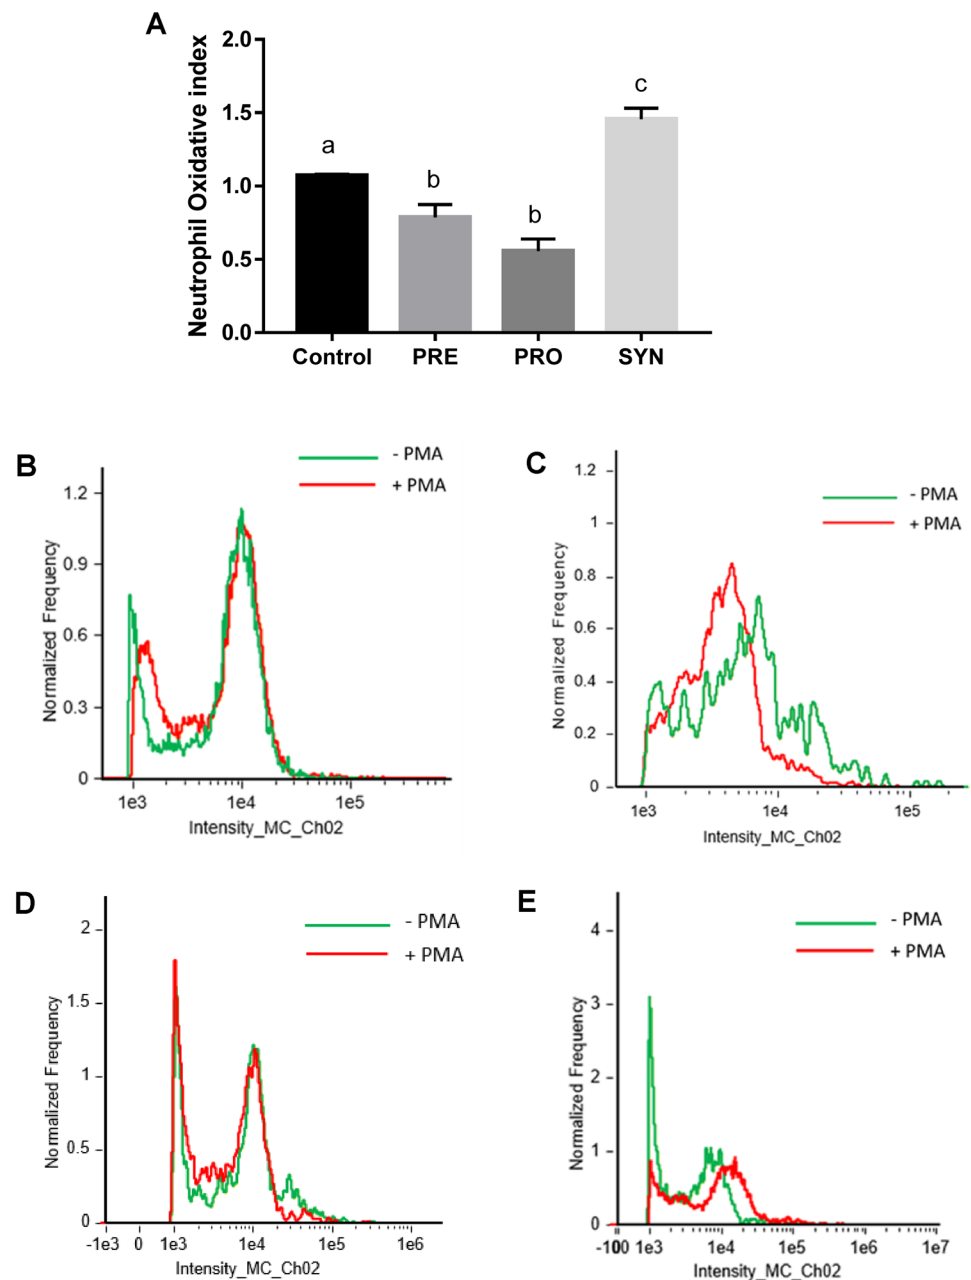 A
Neutrophil Oxidative index
2.0
1.5
1.0
0.5
0.0
a
b
b
c
Control PRE PRO SYN
B
- PMA
+ PMA
Normalized Frequency
1.2
0.9
0.6
0.3
0
1e3 1e4 1e5
Intensity_MC_Ch02
C
- PMA
+ PMA
Normalized Frequency
1.2
1
0.8
0.6
0.4
0.2
0
1e3 1e4 1e5
Intensity_MC_Ch02
D
- PMA
+ PMA
Normalized Frequency
2
1.5
1
0.5
0
-1e3 0 1e3 1e4 1e5 1e6
Intensity_MC_Ch02
E
- PMA
+ PMA
Normalized Frequency
4
3
2
1
0
1e3 1e4 1e5 1e6 1e7
Intensity_MC_Ch02